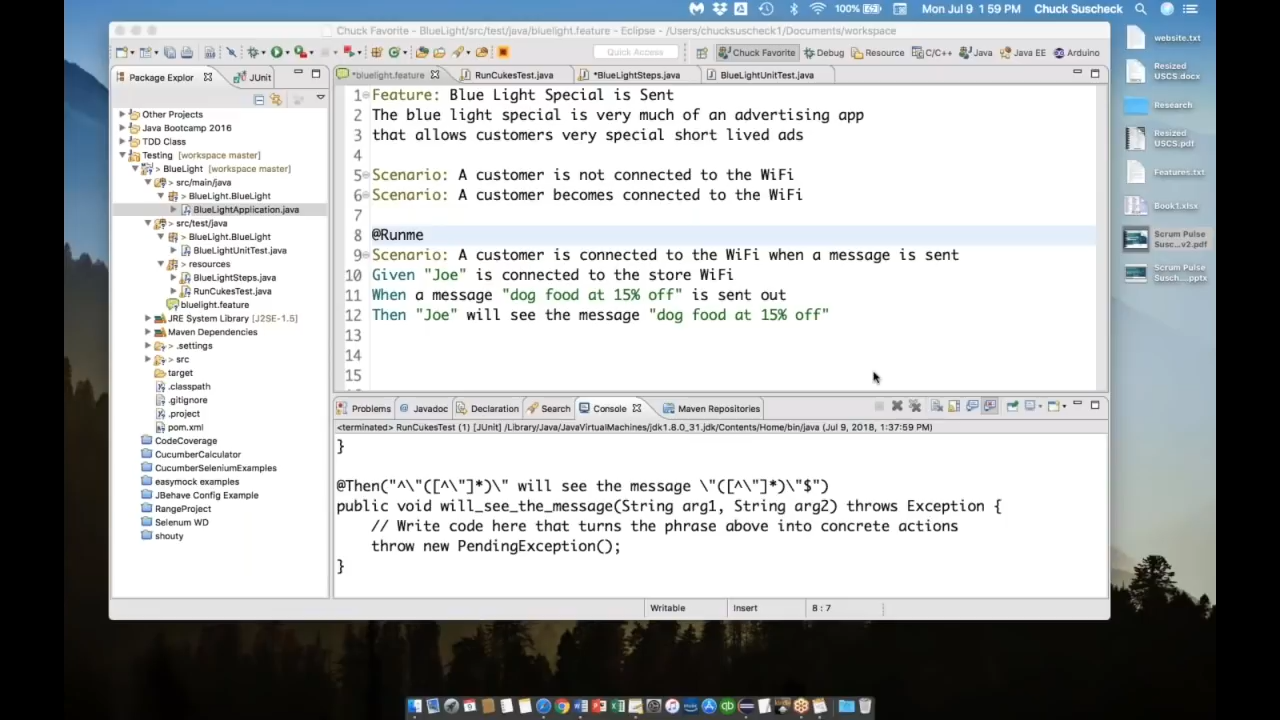 100%
Mon Jul 9 1:59 PM
Chuck Suscheck
Chuck Favorite - BlueLight/src/test/java/bluelight.feature - Eclipse - /Users/chucksuscheck1/Documents/workspace
Quick Access
Chuck Favorite
Debug
Resource
C/C++
Java
Java EE
Arduino
Package Explor
JUnit
*bluelight.feature
RunCukesTest.java
*BlueLightSteps.java
BlueLightUnitTest.java
Other Projects
Java Bootcamp 2016
TDD Class
Testing [workspace master]
> BlueLight [workspace master]
> src/main/java
> BlueLight.BlueLight
> BlueLightApplication.java
> src/test/java
> BlueLight.BlueLight
> BlueLightUnitTest.java
> resources
> BlueLightSteps.java
> RunCukesTest.java
bluelight.feature
JRE System Library [J2SE-1.5]
Maven Dependencies
> .settings
> src
target
.classpath
.gitignore
.project
pom.xml
CodeCoverage
CucumberCalculator
CucumberSeleniumExamples
easymock examples
JBehave Config Example
RangeProject
Selenium WD
shouty
1 Feature: Blue Light Special is Sent
2 The blue light special is very much of an advertising app
3 that allows customers very special short lived ads
4
5 Scenario: A customer is not connected to the WiFi
6 Scenario: A customer becomes connected to the WiFi
7
8 @Runme
9 Scenario: A customer is connected to the WiFi when a message is sent
10 Given "Joe" is connected to the store WiFi
11 When a message "dog food at 15% off" is sent out
12 Then "Joe" will see the message "dog food at 15% off"
13
14
15
Problems
Javadoc
Declaration
Search
Console
Maven Repositories
<terminated> RunCukesTest (1) [JUnit] /Library/Java/JavaVirtualMachines/jdk1.8.0_31.jdk/Contents/Home/bin/java (Jul 9, 2018, 1:37:59 PM)
}
@Then("^\"([^\"]*)\" will see the message \"([^\"]*)\"$")
public void will_see_the_message(String arg1, String arg2) throws Exception {
// Write code here that turns the phrase above into concrete actions
throw new PendingException();
}
Writable
Insert
8 : 7
website.txt
Resized
USCS.docx
Research
Resized
USCS.pdf
Features.txt
Book1.xlsx
Scrum Pulse
Susc...v2.pdf
Scrum Pulse
Susch....pptx